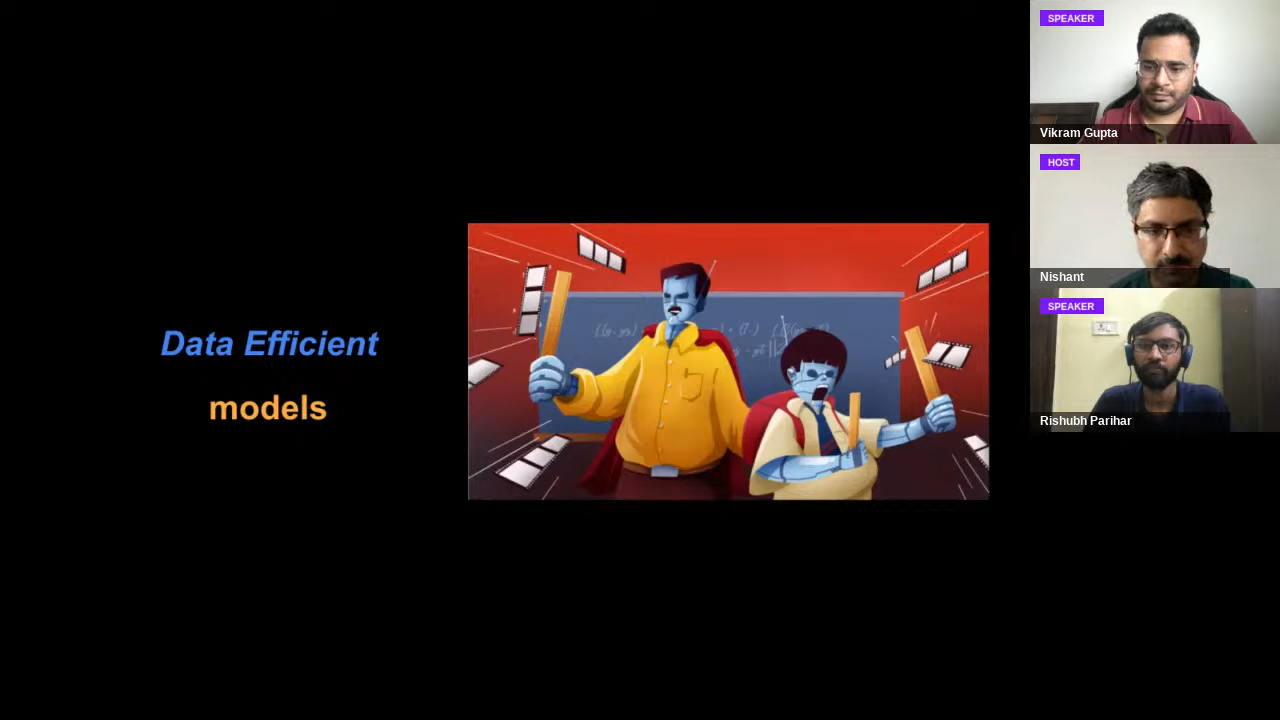 Data Efficient
models
SPEAKER
Vikram Gupta
HOST
Nishant
SPEAKER
Rishubh Parihar